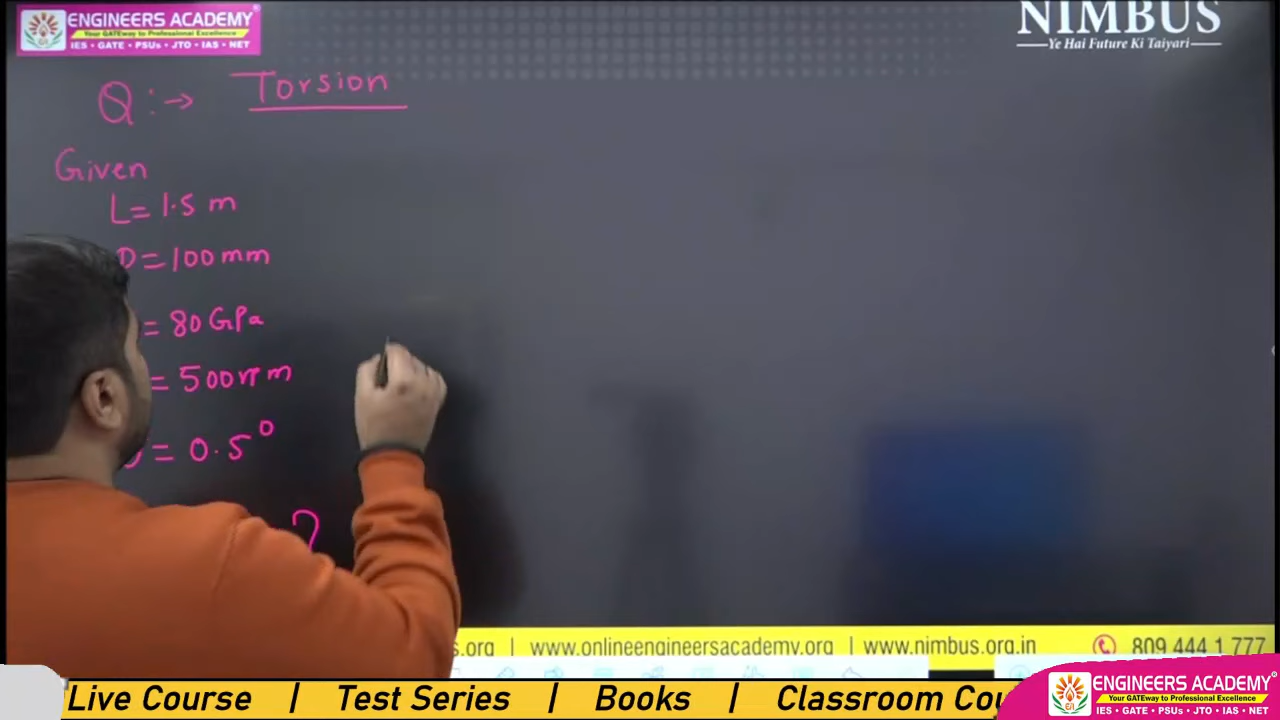 ENGINEERS ACADEMY
Your GATEway to Professional Excellence
IES • GATE • PSUs • JTO • IAS • NET
NIMBUS
Ye Hai Future Ki Taiyari
Q:→ Torsion
Given
L = 1.5 m
D = 100 mm
= 80 GPa
= 500 rpm
= 0.5°
?
s.org | www.onlineengineersacademy.org | www.nimbus.org.in 809 444 1 777
Live Course | Test Series | Books | Classroom Cou
ENGINEERS ACADEMY
Your GATEway to Professional Excellence
IES • GATE • PSUs • JTO • IAS • NET